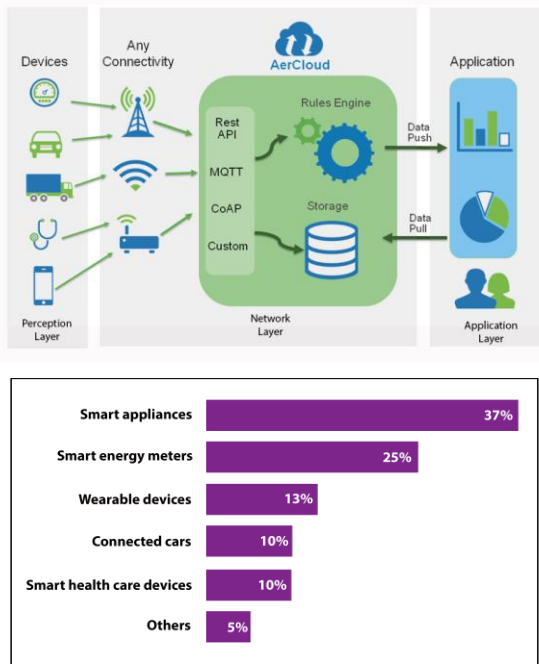 Devices
Any
Connectivity
AerCloud
Application
Rest
API
MQTT
CoAP
Custom
Rules Engine
Storage
Data
Push
Data
Pull
Perception
Layer
Network
Layer
Application
Layer
Smart appliances 37%
Smart energy meters 25%
Wearable devices 13%
Connected cars 10%
Smart health care devices 10%
Others 5%